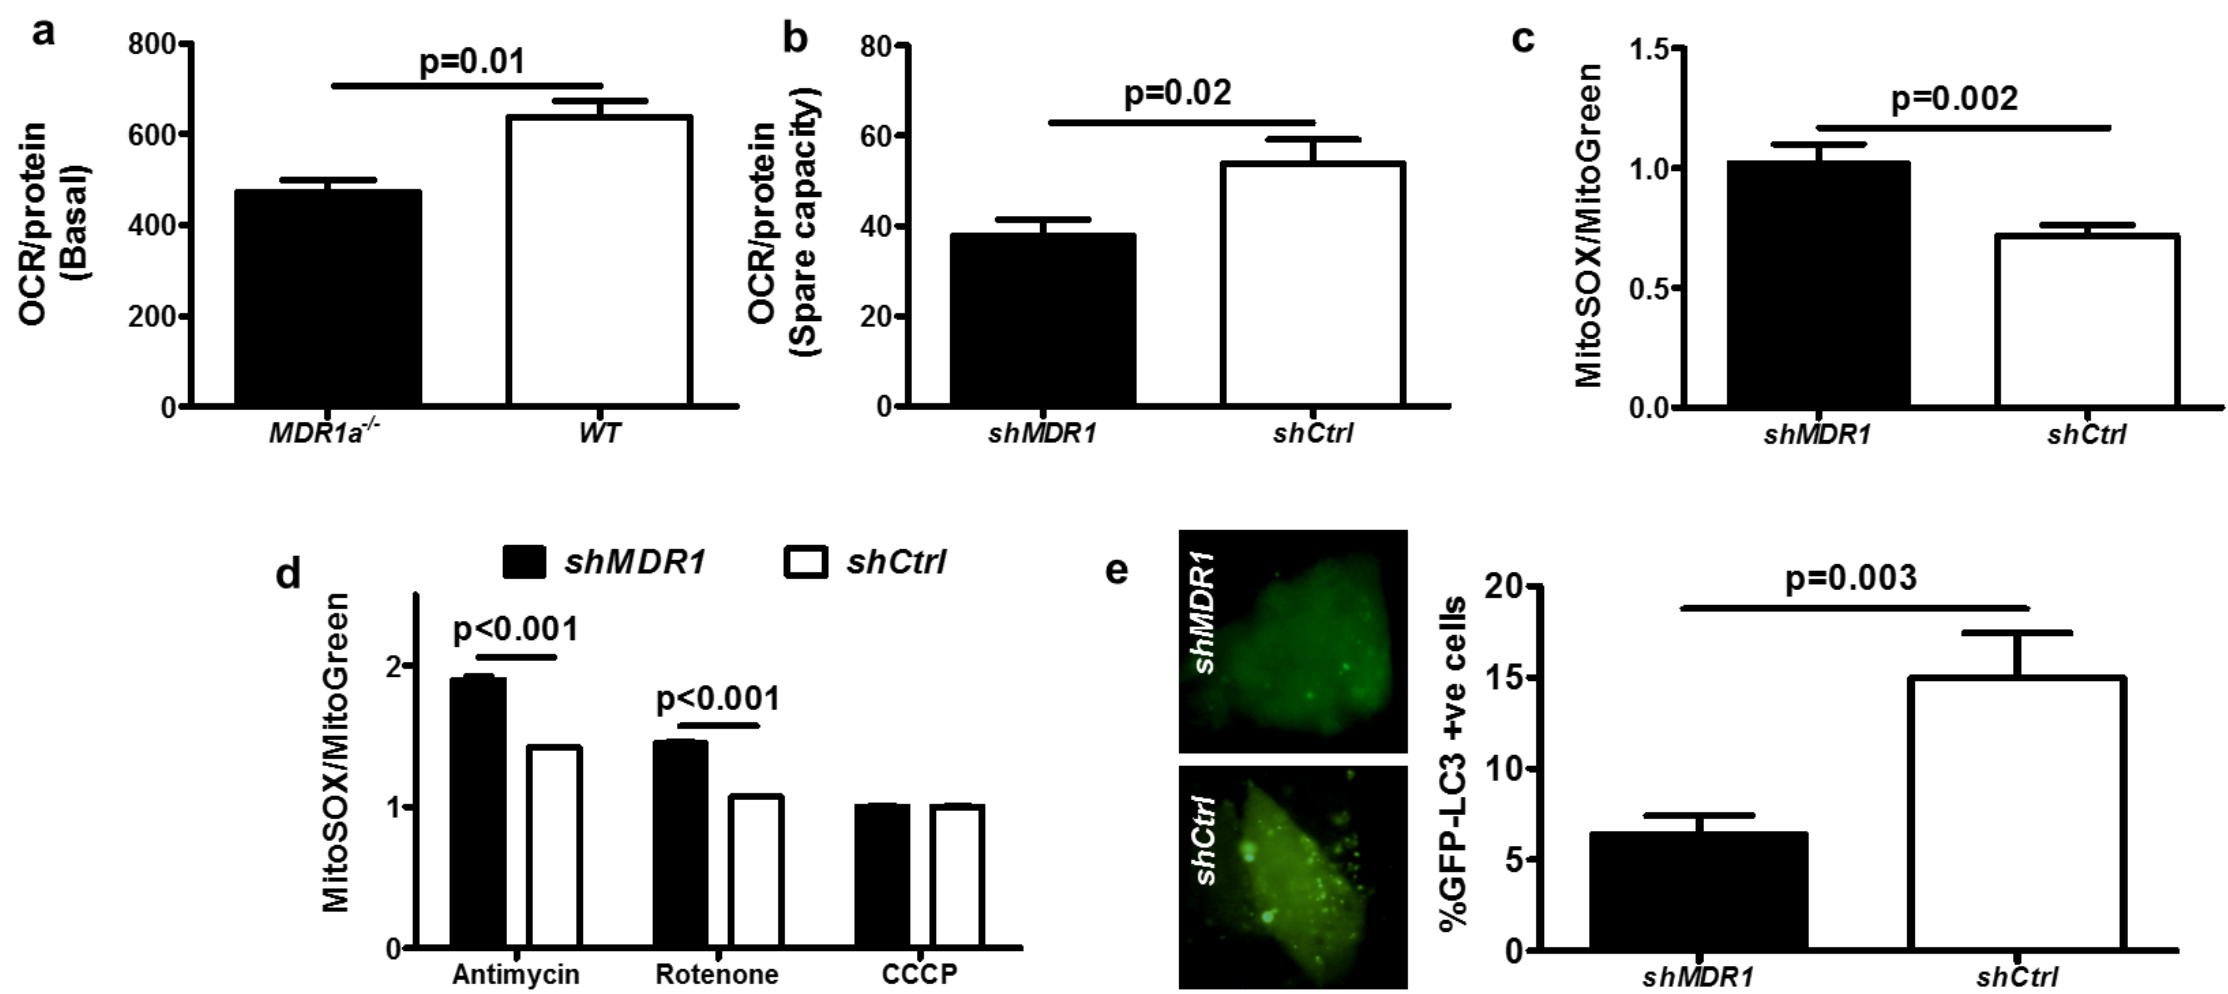 a
800
600
400
200
0
OCR/protein
(Basal)
p=0.01
MDR1a-/-
WT
b
80
60
40
20
0
OCR/protein
(Spare capacity)
p=0.02
shMDR1
shCtrl
c
1.5
1.0
0.5
0.0
MitoSOX/MitoGreen
p=0.002
shMDR1
shCtrl
d
shMDR1
shCtrl
2
1
0
MitoSOX/MitoGreen
p<0.001
p<0.001
Antimycin
Rotenone
CCCP
e
shMDR1
shCtrl
20
15
10
5
0
%GFP-LC3 +ve cells
p=0.003
shMDR1
shCtrl